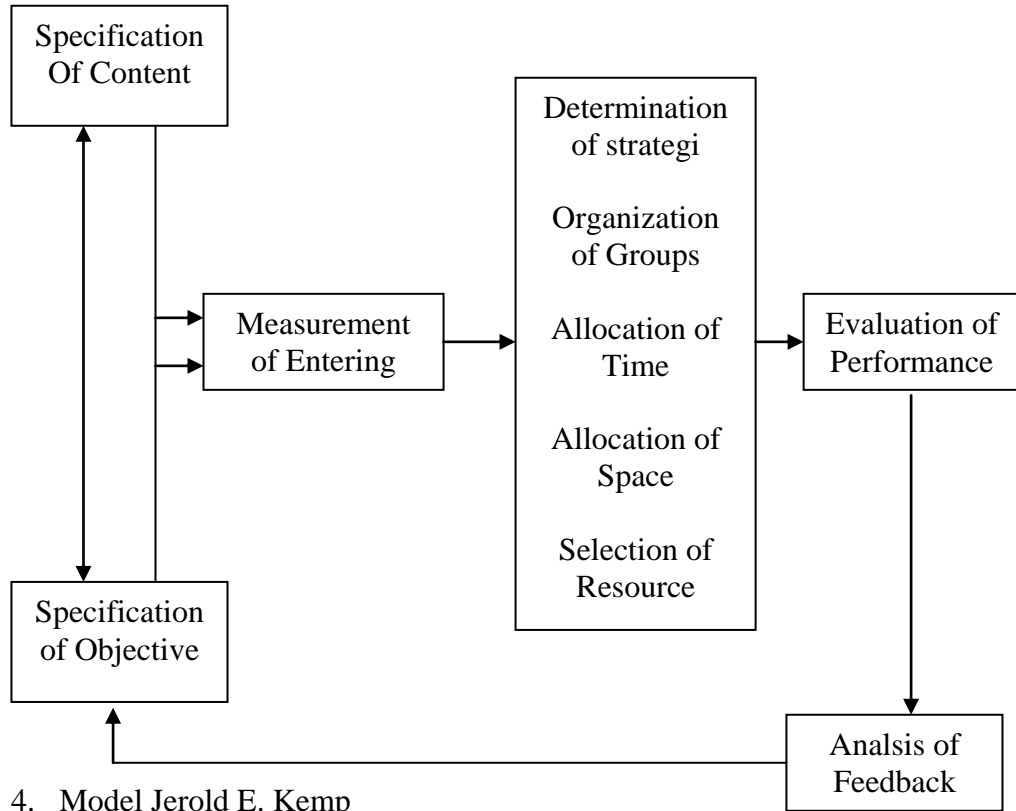 Specification
Of Content
Determination
of strategi
Organization
of Groups
Allocation of
Time
Allocation of
Space
Selection of
Resource
Measurement
of Entering
Evaluation of
Performance
Specification
of Objective
Analsis of
Feedback
4. Model Jerold E. Kemp